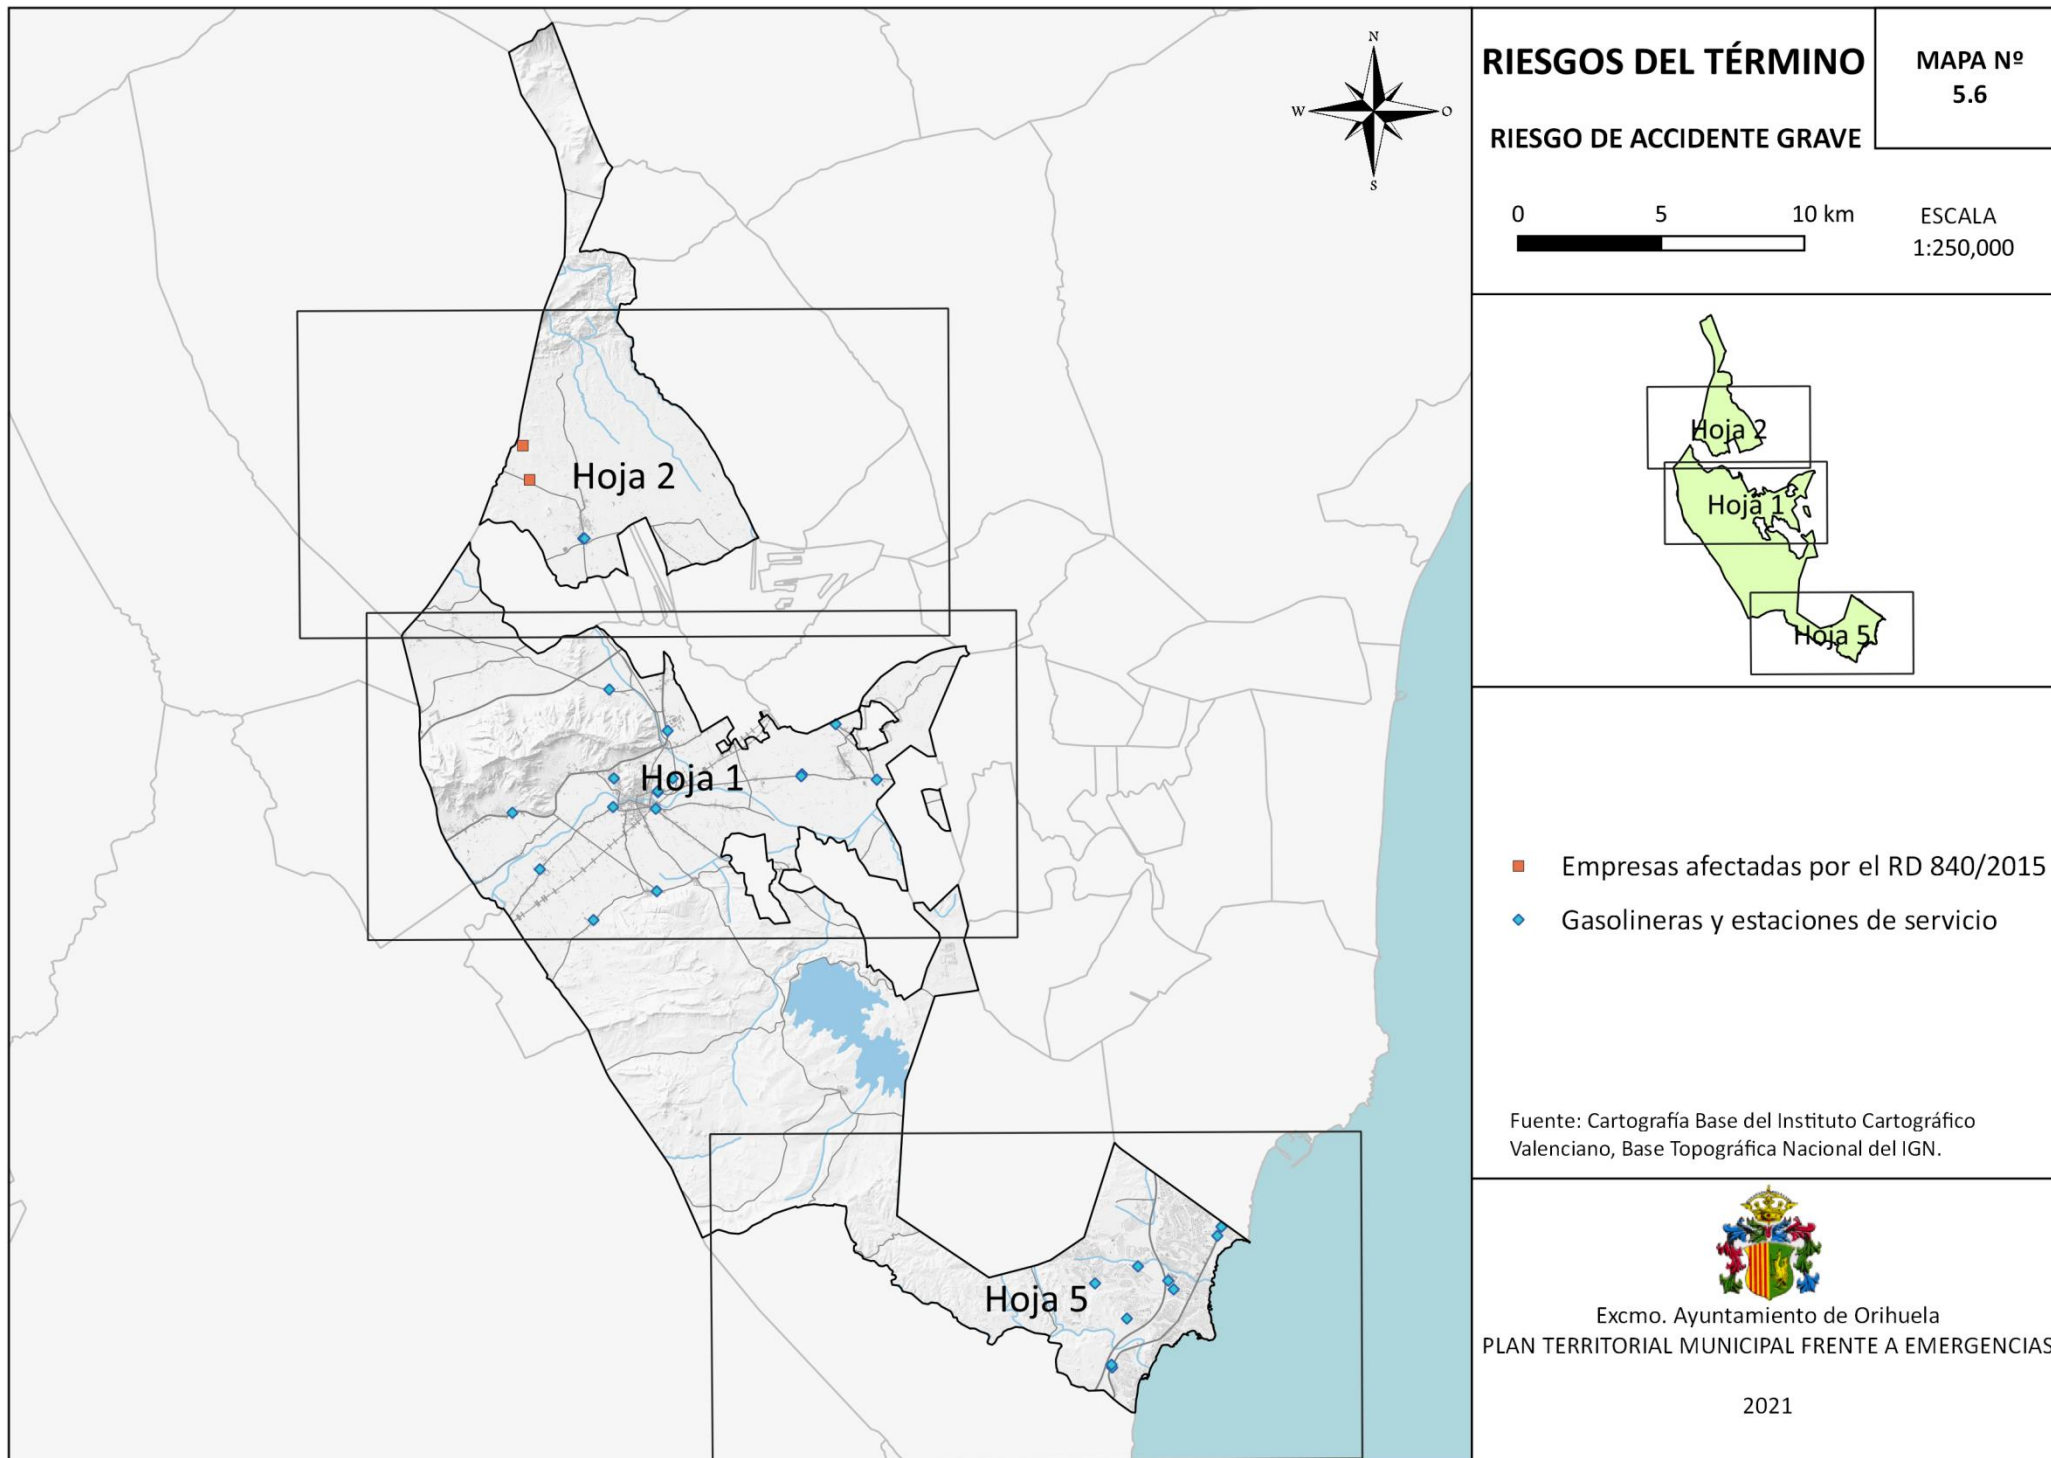 RIESGOS DEL TÉRMINO
MAPA Nº
5.6
RIESGO DE ACCIDENTE GRAVE
0 5 10 km
ESCALA
1:250,000
N
W O
S
Hoja 2
Hoja 1
Hoja 5
Hoja 2
Hoja 1
Hoja 5
Empresas afectadas por el RD 840/2015
Gasolineras y estaciones de servicio
Fuente: Cartografía Base del Instituto Cartográfico
Valenciano, Base Topográfica Nacional del IGN.
Excmo. Ayuntamiento de Orihuela
PLAN TERRITORIAL MUNICIPAL FRENTE A EMERGENCIAS
2021